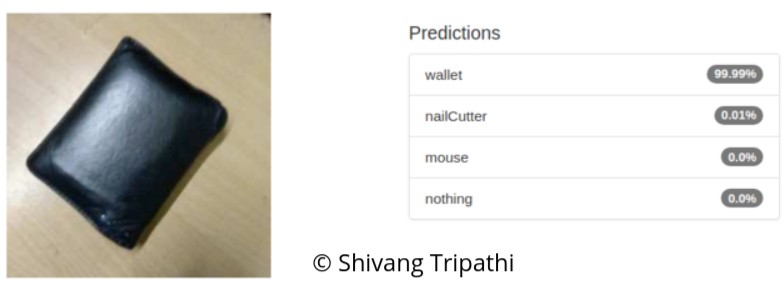 Predictions
wallet 99.99%
nailCutter 0.01%
mouse 0.0%
nothing 0.0%
© Shivang Tripathi